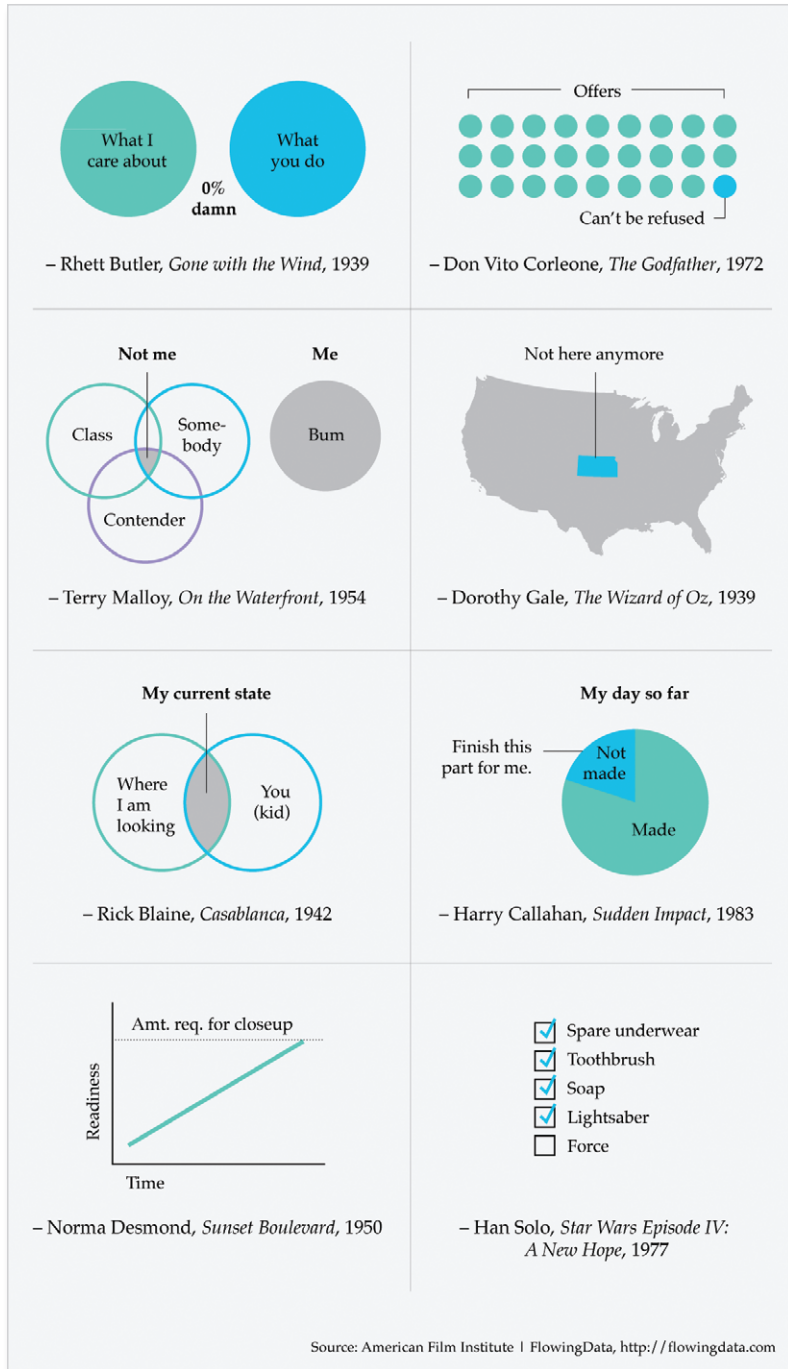 What I
care about
What
you do
0%
damn
– Rhett Butler, Gone with the Wind, 1939
Offers
Can't be refused
– Don Vito Corleone, The Godfather, 1972
Not me
Me
Class
Some-
body
Bum
Contender
– Terry Malloy, On the Waterfront, 1954
Not here anymore
– Dorothy Gale, The Wizard of Oz, 1939
My current state
Where
I am
looking
You
(kid)
– Rick Blaine, Casablanca, 1942
My day so far
Finish this
part for me.
Not
made
Made
– Harry Callahan, Sudden Impact, 1983
Amt. req. for closeup
Readiness
Time
– Norma Desmond, Sunset Boulevard, 1950
Spare underwear
Toothbrush
Soap
Lightsaber
Force
– Han Solo, Star Wars Episode IV:
A New Hope, 1977
Source: American Film Institute | FlowingData, http://flowingdata.com